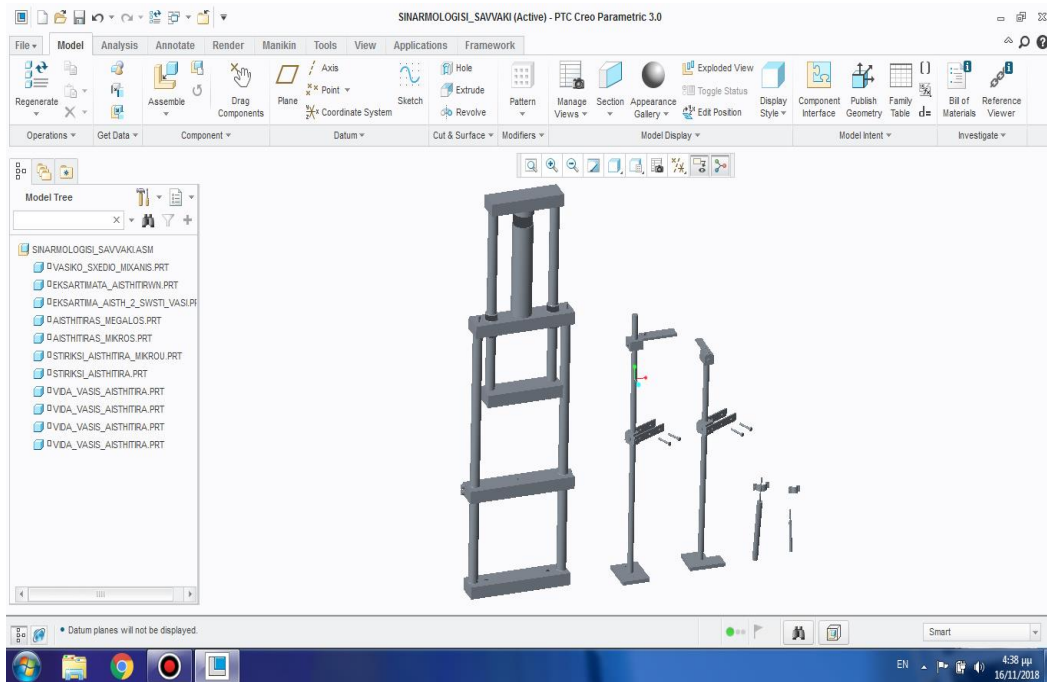 SINARMOLOGISI_SAVVAKI (Active) - PTC Creo Parametric 3.0
File Model Analysis Annotate Render Manikin Tools View Applications Framework
Regenerate
Assemble
Drag Components
Plane
Axis
Point
Coordinate System
Sketch
Hole
Extrude
Revolve
Pattern
Manage Views
Section
Appearance Gallery
Exploded View
Toggle Status
Edit Position
Display Style
Component Interface
Publish Geometry
Family Table
[]
d=
Bill of Materials
Reference Viewer
Operations Get Data Component Datum Cut & Surface Modifiers Model Display Model Intent Investigate
Model Tree
SINARMOLOGISI_SAVVAKI.ASM
VASIKO_SXEDIO_MIXANIS.PRT
EKSARTIMATA_AISTHITIRWN.PRT
EKSARTIMA_AISTH_2_SWSTI_VASI.PF
AISTHITIRAS_MEGALOS.PRT
AISTHITIRAS_MIKROS.PRT
STIRIKSI_AISTHITIRA_MIKROU.PRT
STIRIKSI_AISTHITIRA.PRT
VIDA_VASIS_AISTHITIRA.PRT
VIDA_VASIS_AISTHITIRA.PRT
VIDA_VASIS_AISTHITIRA.PRT
VIDA_VASIS_AISTHITIRA.PRT
• Datum planes will not be displayed.
Smart
EN
4:38 μμ
16/11/2018